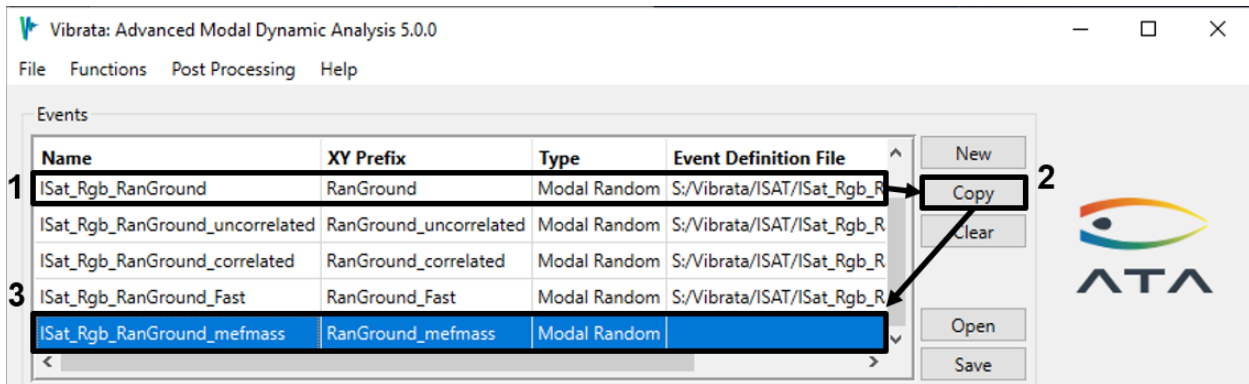 Vibrata: Advanced Modal Dynamic Analysis 5.0.0
File Functions Post Processing Help
Events
Name XY Prefix Type Event Definition File New
1 ISat_Rgb_RanGround RanGround Modal Random S:/Vibrata/ISAT/ISat_Rgb_R Copy 2
ISat_Rgb_RanGround_uncorrelated RanGround_uncorrelated Modal Random S:/Vibrata/ISAT/ISat_Rgb_R Clear
ISat_Rgb_RanGround_correlated RanGround_correlated Modal Random S:/Vibrata/ISAT/ISat_Rgb_R
ATA
3 ISat_Rgb_RanGround_Fast RanGround_Fast Modal Random S:/Vibrata/ISAT/ISat_Rgb_R
ISat_Rgb_RanGround_mefmass RanGround_mefmass Modal Random Open
Save